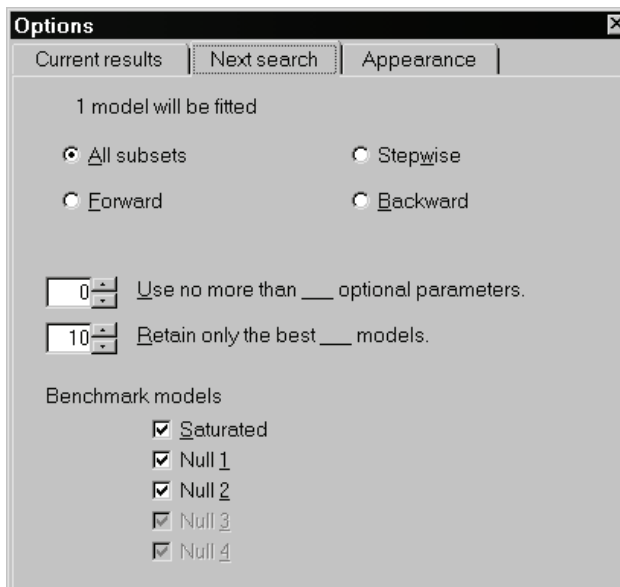 Options
Current results Next search Appearance
1 model will be fitted
All subsets Stepwise
Forward Backward
0 Use no more than ___ optional parameters.
10 Retain only the best ___ models.
Benchmark models
Saturated
Null 1
Null 2
Null 3
Null 4